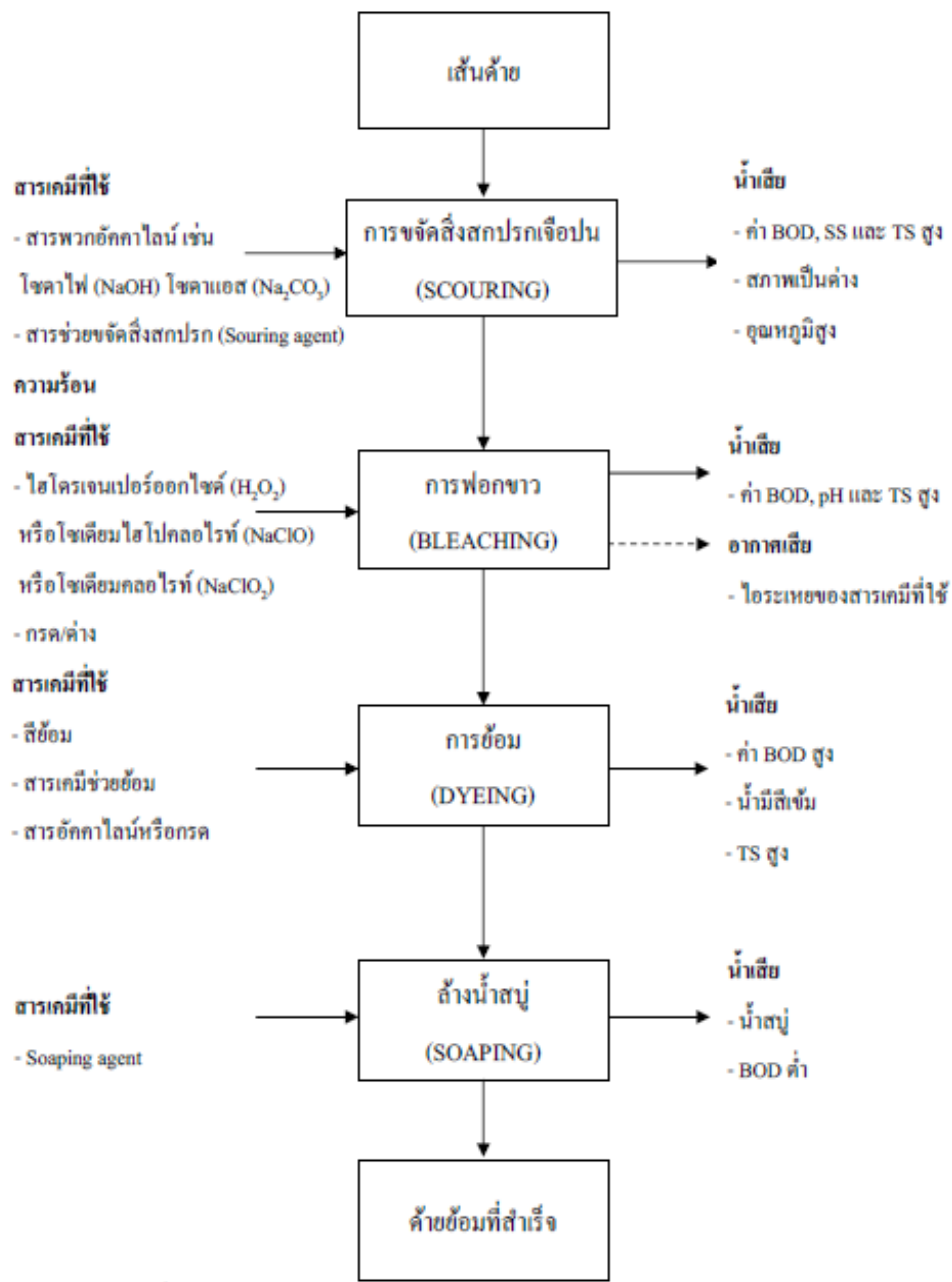 เส้นด้าย
สารเคมีที่ใช้
- สารพวกอัคคาไลน์ เช่น
โซดาไฟ (NaOH) โซดาแอส (Na₂CO₃)
- สารช่วยขจัดสิ่งสกปรก (Souring agent)
ความร้อน
การขจัดสิ่งสกปรกเจือปน
(SCOURING)
น้ำเสีย
- ค่า BOD, SS และ TS สูง
- สภาพเป็นด่าง
- อุณหภูมิสูง
สารเคมีที่ใช้
- ไฮโดรเจนเปอร์ออกไซด์ (H₂O₂)
หรือโซเดียมไฮโปคลอไรท์ (NaClO)
หรือโซเดียมคลอไรท์ (NaClO₂)
- กรด/ด่าง
การฟอกขาว
(BLEACHING)
น้ำเสีย
- ค่า BOD, pH และ TS สูง
อากาศเสีย
- ไอระเหยของสารเคมีที่ใช้
สารเคมีที่ใช้
- สีย้อม
- สารเคมีช่วยย้อม
- สารอัคคาไลน์หรือกรด
การย้อม
(DYEING)
น้ำเสีย
- ค่า BOD สูง
- น้ำมีสีเข้ม
- TS สูง
สารเคมีที่ใช้
- Soaping agent
ล้างน้ำสบู่
(SOAPING)
น้ำเสีย
- น้ำสบู่
- BOD ต่ำ
ด้ายย้อมที่สำเร็จ